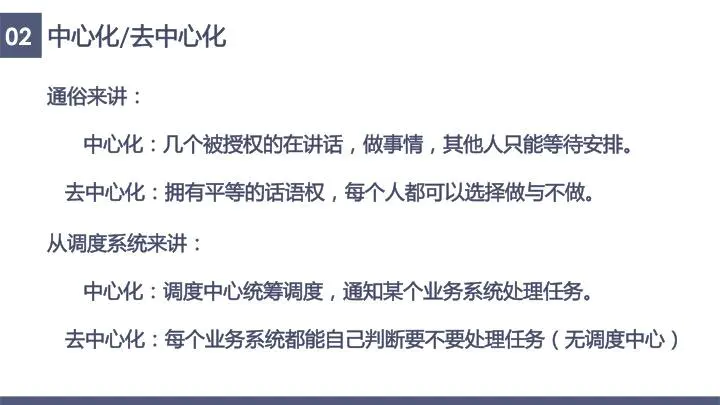 02 中心化/去中心化
通俗来讲：
中心化：几个被授权的在讲话，做事情，其他人只能等待安排。
去中心化：拥有平等的话语权，每个人都可以选择做与不做。
从调度系统来讲：
中心化：调度中心统筹调度，通知某个业务系统处理任务。
去中心化：每个业务系统都能自己判断要不要处理任务（无调度中心）